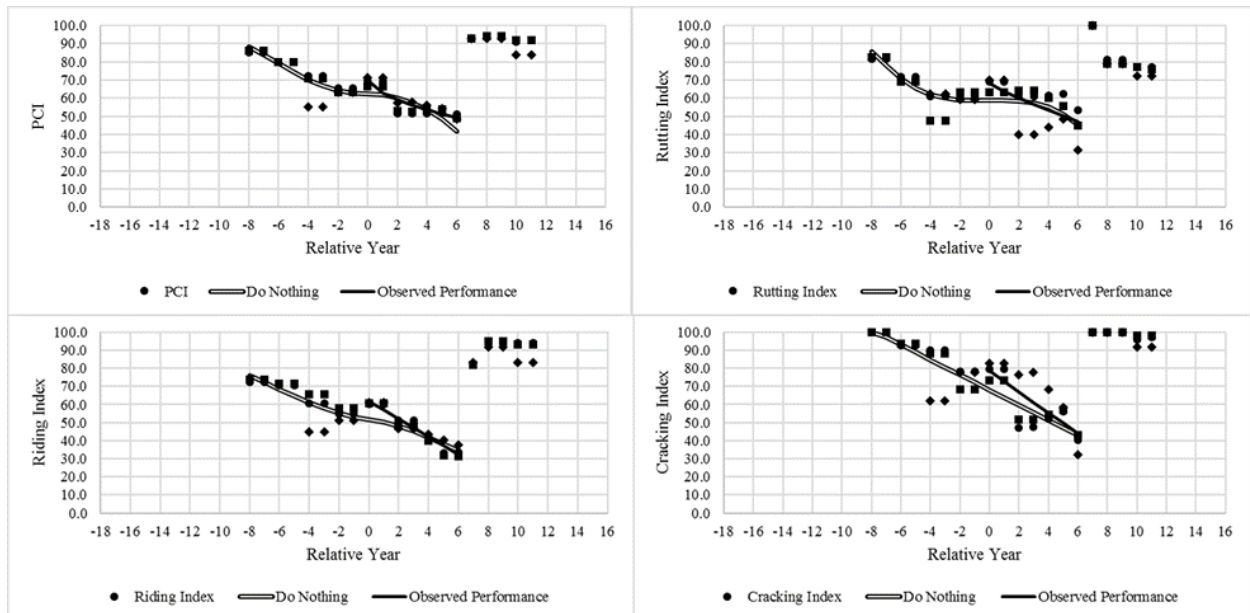 100.0
90.0
80.0
70.0
60.0
50.0
40.0
30.0
20.0
10.0
0.0
PCI
-18 -16 -14 -12 -10 -8 -6 -4 -2 0 2 4 6 8 10 12 14 16
Relative Year
PCI Do Nothing Observed Performance
100.0
90.0
80.0
70.0
60.0
50.0
40.0
30.0
20.0
10.0
0.0
Rutting Index
-18 -16 -14 -12 -10 -8 -6 -4 -2 0 2 4 6 8 10 12 14 16
Relative Year
Rutting Index Do Nothing Observed Performance
100.0
90.0
80.0
70.0
60.0
50.0
40.0
30.0
20.0
10.0
0.0
Riding Index
-18 -16 -14 -12 -10 -8 -6 -4 -2 0 2 4 6 8 10 12 14 16
Relative Year
Riding Index Do Nothing Observed Performance
100.0
90.0
80.0
70.0
60.0
50.0
40.0
30.0
20.0
10.0
0.0
Cracking Index
-18 -16 -14 -12 -10 -8 -6 -4 -2 0 2 4 6 8 10 12 14 16
Relative Year
Cracking Index Do Nothing Observed Performance